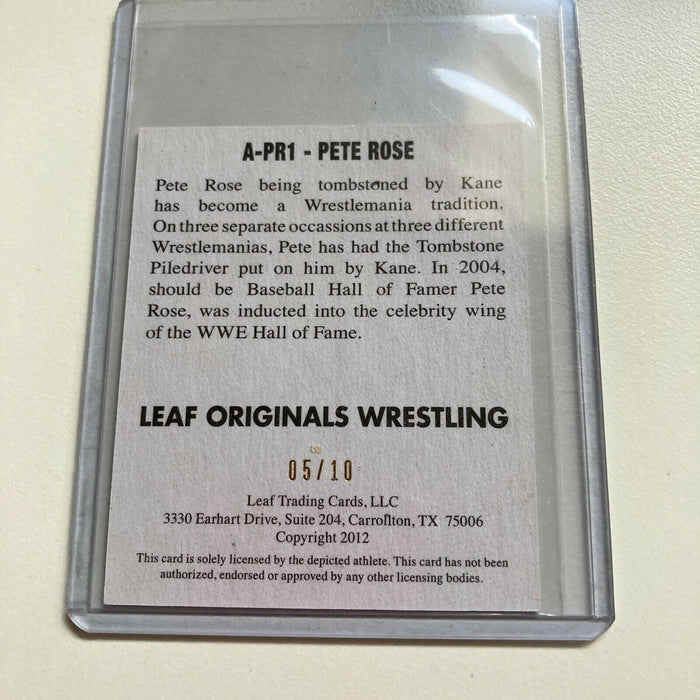 A-PR1 - PETE ROSE
Pete Rose being tombstoned by Kane
has become a Wrestlemania tradition.
On three separate occassions at three different
Wrestlemanias, Pete has had the Tombstone
Piledriver put on him by Kane. In 2004,
should be Baseball Hall of Famer Pete
Rose, was inducted into the celebrity wing
of the WWE Hall of Fame.
LEAF ORIGINALS WRESTLING
05/10
Leaf Trading Cards, LLC
3330 Earhart Drive, Suite 204, Carrollton, TX 75006
Copyright 2012
This card is solely licensed by the depicted athlete. This card has not been
authorized, endorsed or approved by any other licensing bodies.